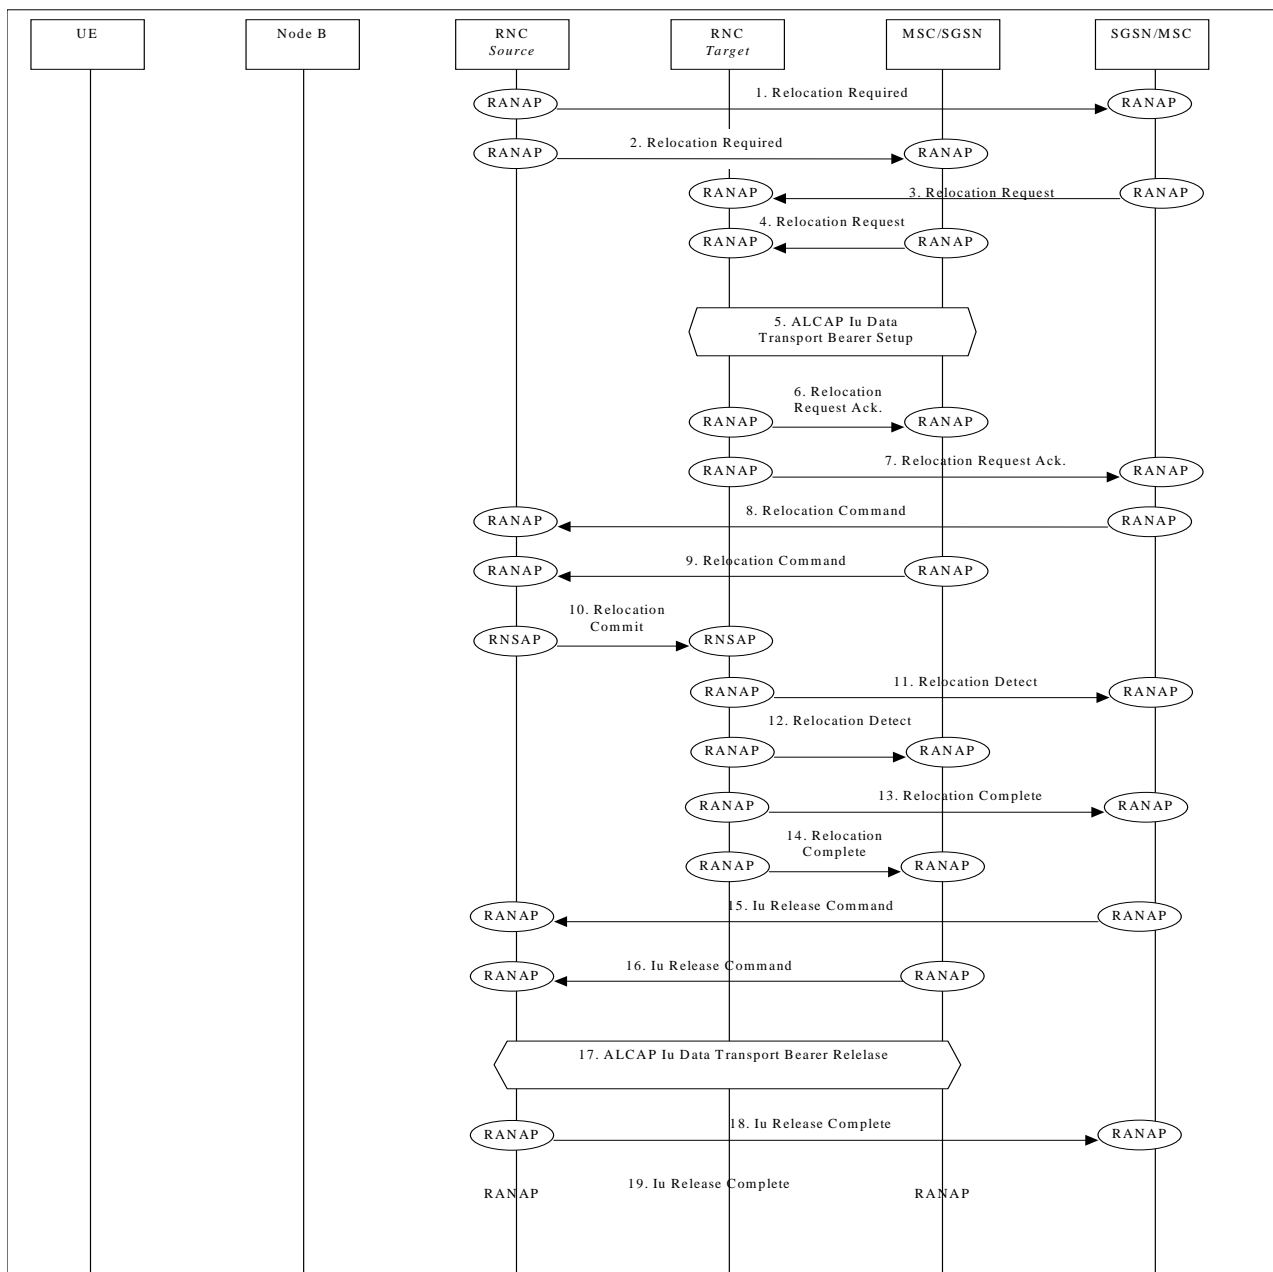 UE
Node B
RNC
Source
RNC
Target
MSC/SGSN
SGSN/MSC
1. Relocation Required
RANAP
RANAP
2. Relocation Required
RANAP
RANAP
RANAP
3. Relocation Request
RANAP
4. Relocation Request
RANAP
RANAP
5. ALCAP Iu Data
Transport Bearer Setup
6. Relocation
Request Ack.
RANAP
RANAP
7. Relocation Request Ack.
RANAP
RANAP
8. Relocation Command
RANAP
RANAP
9. Relocation Command
RANAP
RANAP
10. Relocation
Commit
RNSAP
RNSAP
11. Relocation Detect
RANAP
RANAP
12. Relocation Detect
RANAP
RANAP
13. Relocation Complete
RANAP
RANAP
14. Relocation
Complete
RANAP
RANAP
15. Iu Release Command
RANAP
RANAP
16. Iu Release Command
RANAP
RANAP
17. ALCAP Iu Data Transport Bearer Relelase
18. Iu Release Complete
RANAP
RANAP
19. Iu Release Complete
RANAP
RANAP